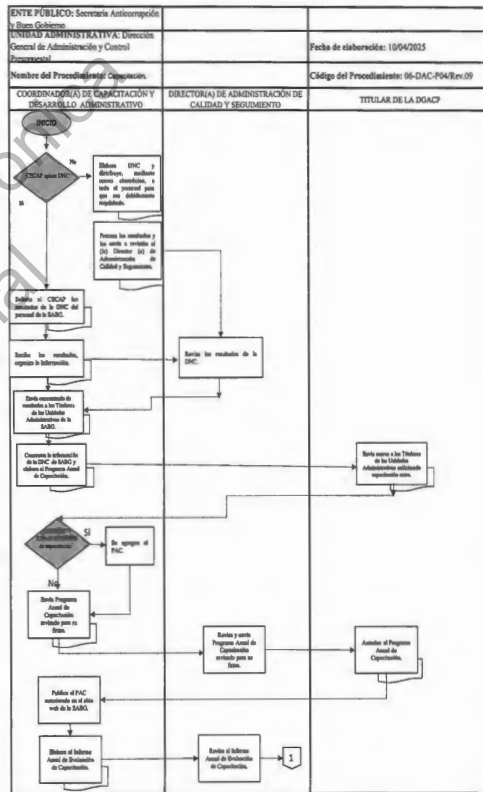 ENTE PÚBLICO: Secretaría Anticorrupción
y Buen Gobierno
UNIDAD ADMINISTRATIVA: Dirección
General de Administración y Control
Presupuestal
Fecha de elaboración: 10/04/2025
Nombre del Procedimiento: Capacitación.
Código del Procedimiento: 06-DAC-P04/Rev.09
COORDINADOR(A) DE CAPACITACIÓN Y
DESARROLLO ADMINISTRATIVO
DIRECTOR(A) DE ADMINISTRACIÓN DE
CALIDAD Y SEGUIMIENTO
TITULAR DE LA DGACP
INICIO
¿CECAP aplica DNC?
No
Sí
Elabora DNC y
distribuye, mediante
correo electrónico, a
todo el personal para
que sea debidamente
requisitado.
Procesa los resultados y
los envía a revisión al
(la) Director (a) de
Administración de
Calidad y Seguimiento.
Solicita al CECAP los
resultados de la DNC del
personal de la SABG.
Recibe los resultados,
organiza la información.
Revisa los resultados de la
DNC.
Envía concentrado de
resultados a los Titulares
de las Unidades
Administrativas de la
SABG.
Concentra la información
de la DNC de SABG y
elabora el Programa Anual
de Capacitación.
Envía correo a los Titulares
de las Unidades
Administrativas solicitando
capacitación extra.
de capacitación?
Sí
Se agregan al
PAC.
No
Envía Programa
Anual de
Capacitación
revisado para su
firma.
Revisa y envía
Programa Anual de
Capacitación
revisado para su
firma.
Autoriza el Programa
Anual de
Capacitación.
Publica el PAC
autorizado en el sitio
web de la SABG.
Elabora el Informe
Anual de Evaluación
de Capacitación.
Revisa el Informe
Anual de Evaluación
de Capacitación.
1